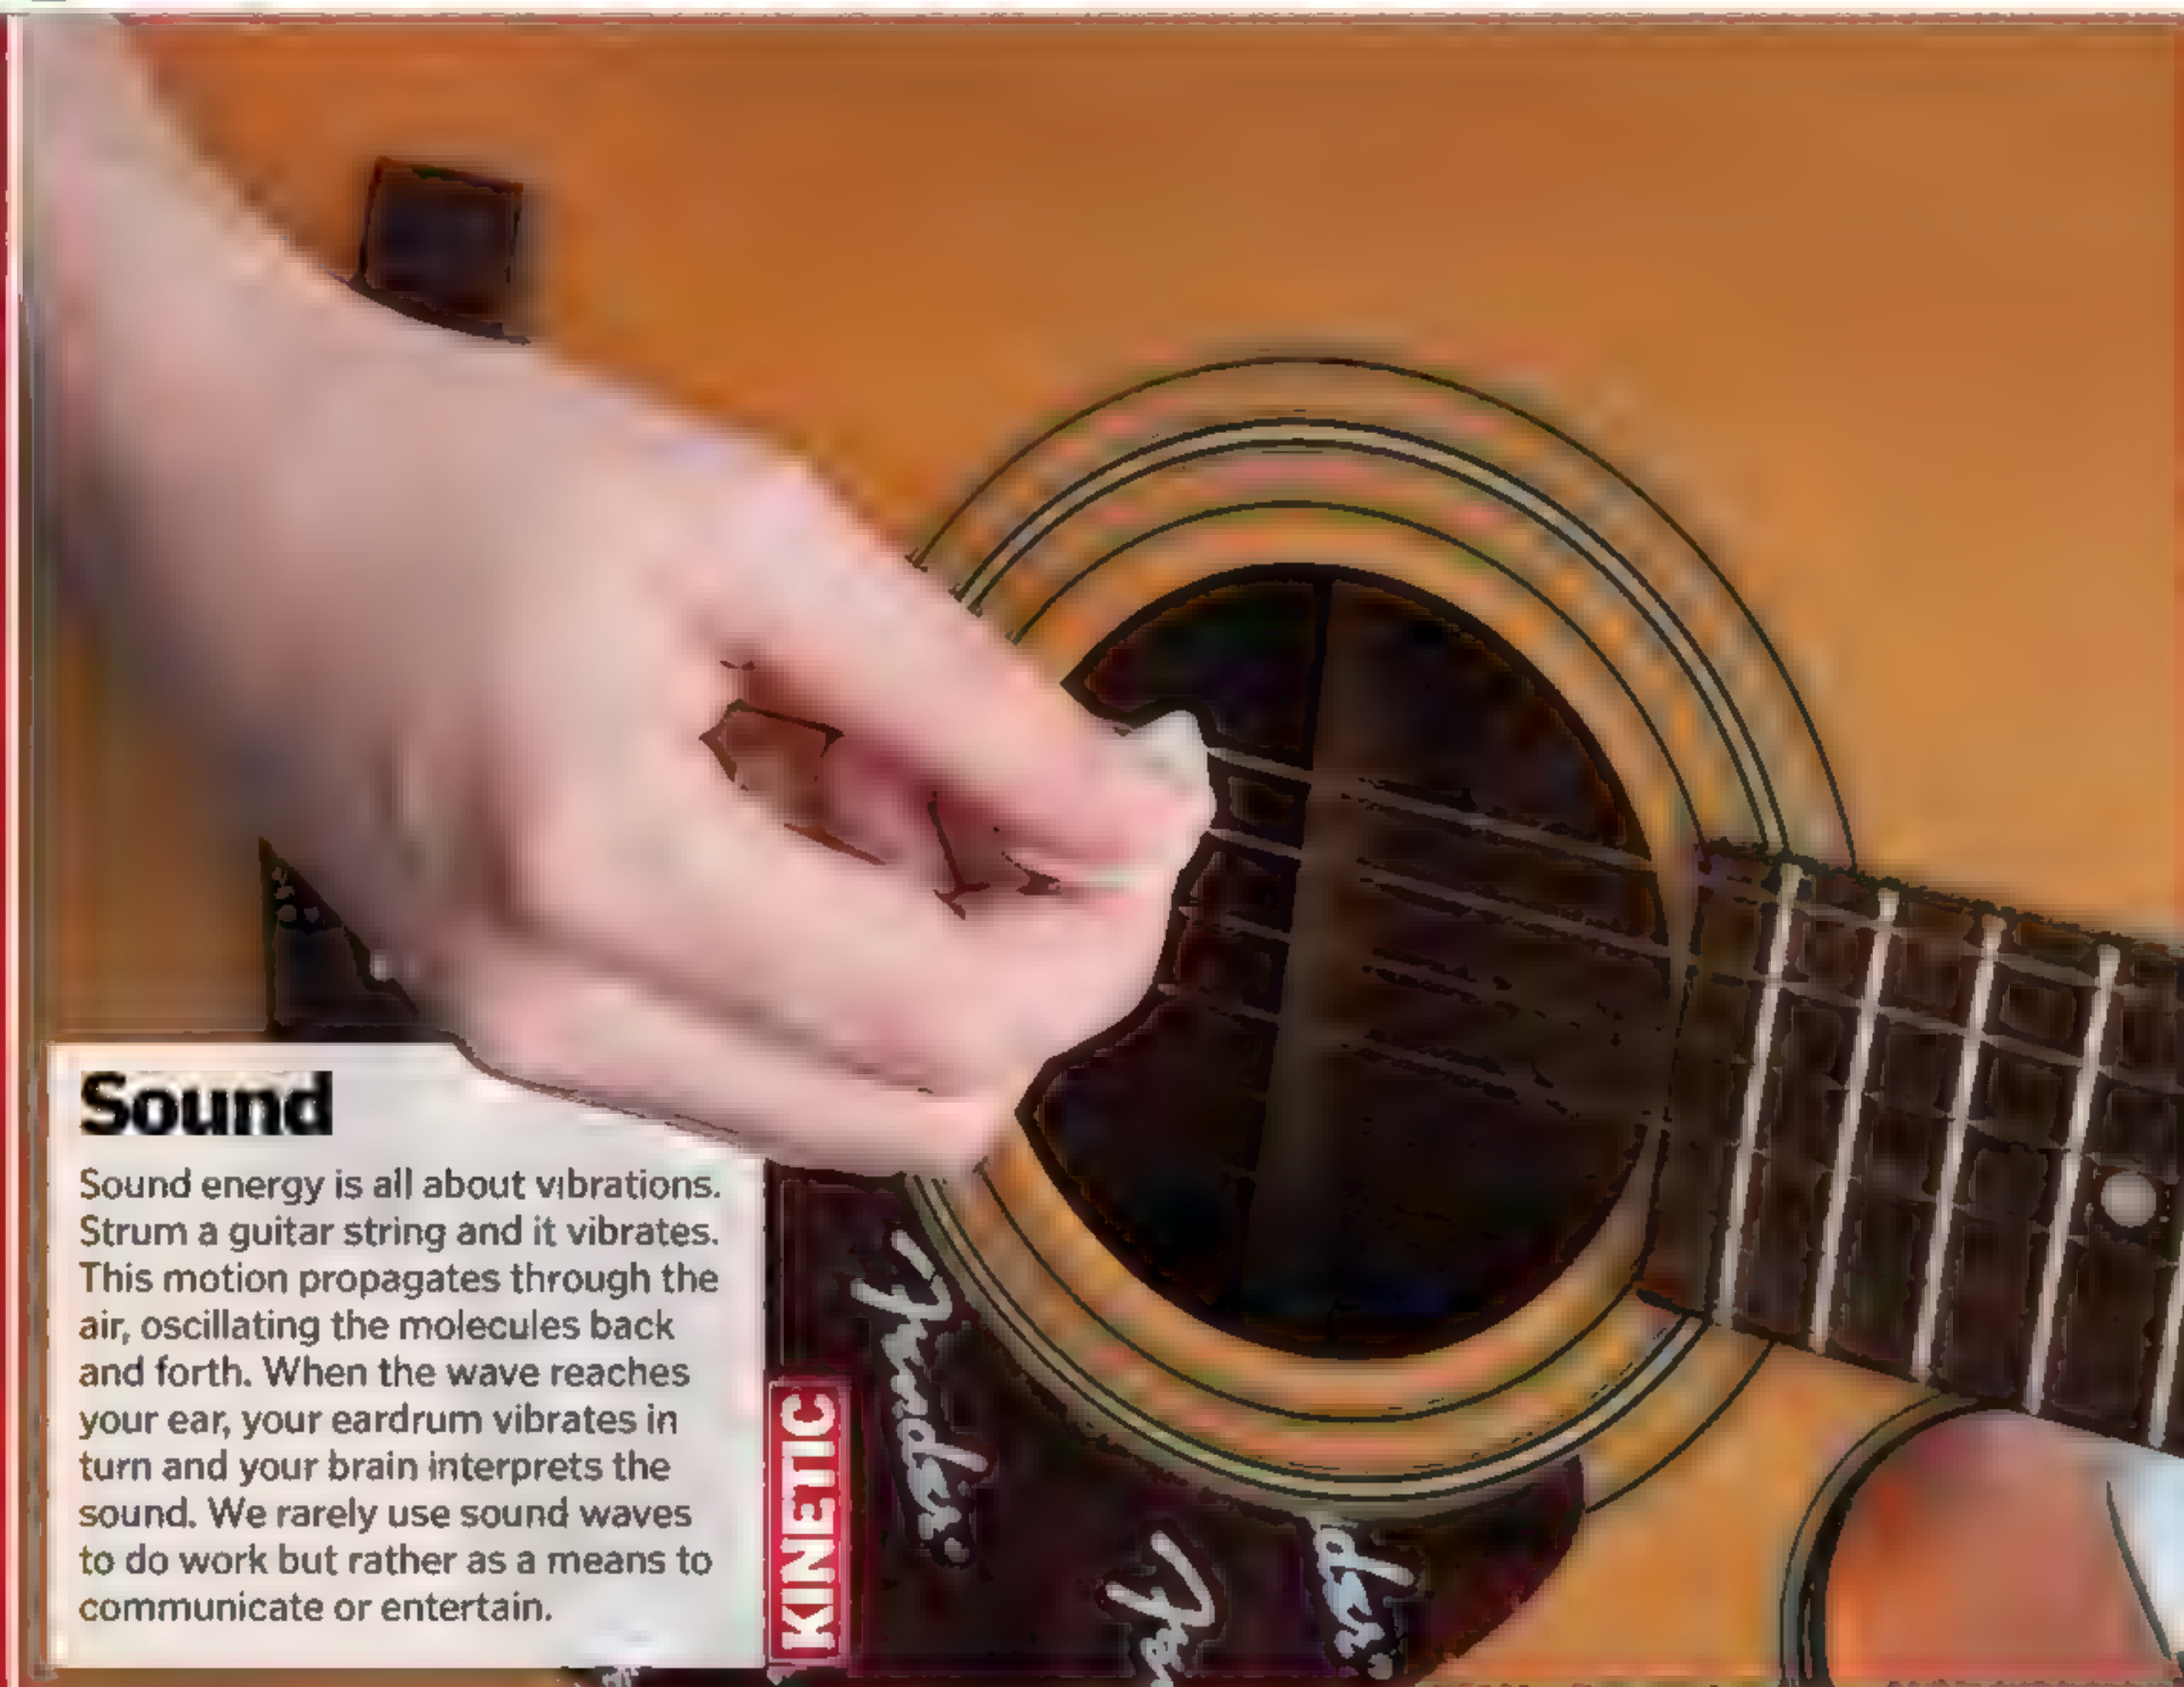 Sound
Sound energy is all about vibrations.
Strum a guitar string and it vibrates.
This motion propagates through the
air, oscillating the molecules back
and forth. When the wave reaches
your ear, your eardrum vibrates in
turn and your brain interprets the
sound. We rarely use sound waves
to do work but rather as a means to
communicate or entertain.
KINETIC